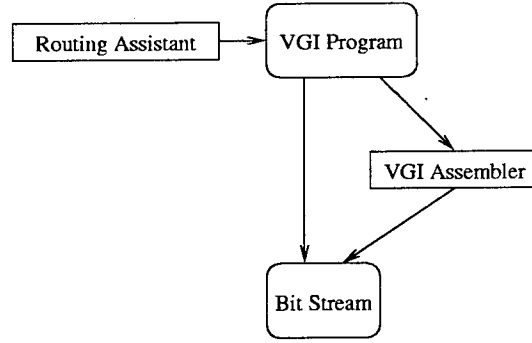 Routing Assistant
VGI Program
VGI Assembler
Bit Stream